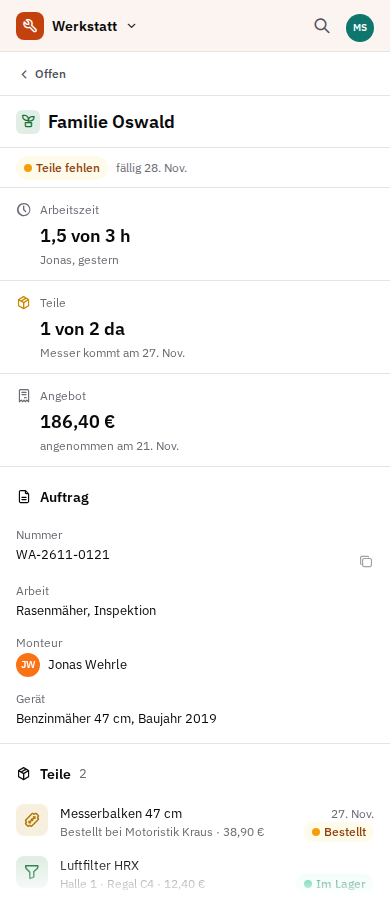 Werkstatt
MS
Offen
Familie Oswald
Teile fehlen fällig 28. Nov.
Arbeitszeit
1,5 von 3 h
Jonas, gestern
Teile
1 von 2 da
Messer kommt am 27. Nov.
Angebot
186,40 €
angenommen am 21. Nov.
Auftrag
Nummer
WA-2611-0121
Arbeit
Rasenmäher, Inspektion
Monteur
JW Jonas Wehrle
Gerät
Benzinmäher 47 cm, Baujahr 2019
Teile 2
Messerbalken 47 cm 27. Nov.
Bestellt bei Motoristik Kraus · 38,90 € Bestellt
Luftfilter HRX
Halle 1 · Regal C4 · 12,40 € Im Lager